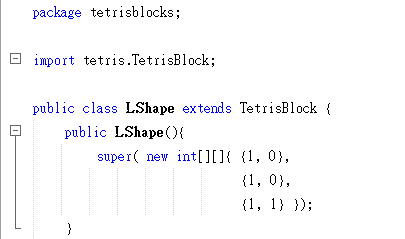 package tetrisblocks;
import tetris.TetrisBlock;
public class LShape extends TetrisBlock {
public LShape(){
super( new int[][]{ {1, 0},
{1, 0},
{1, 1} });
}